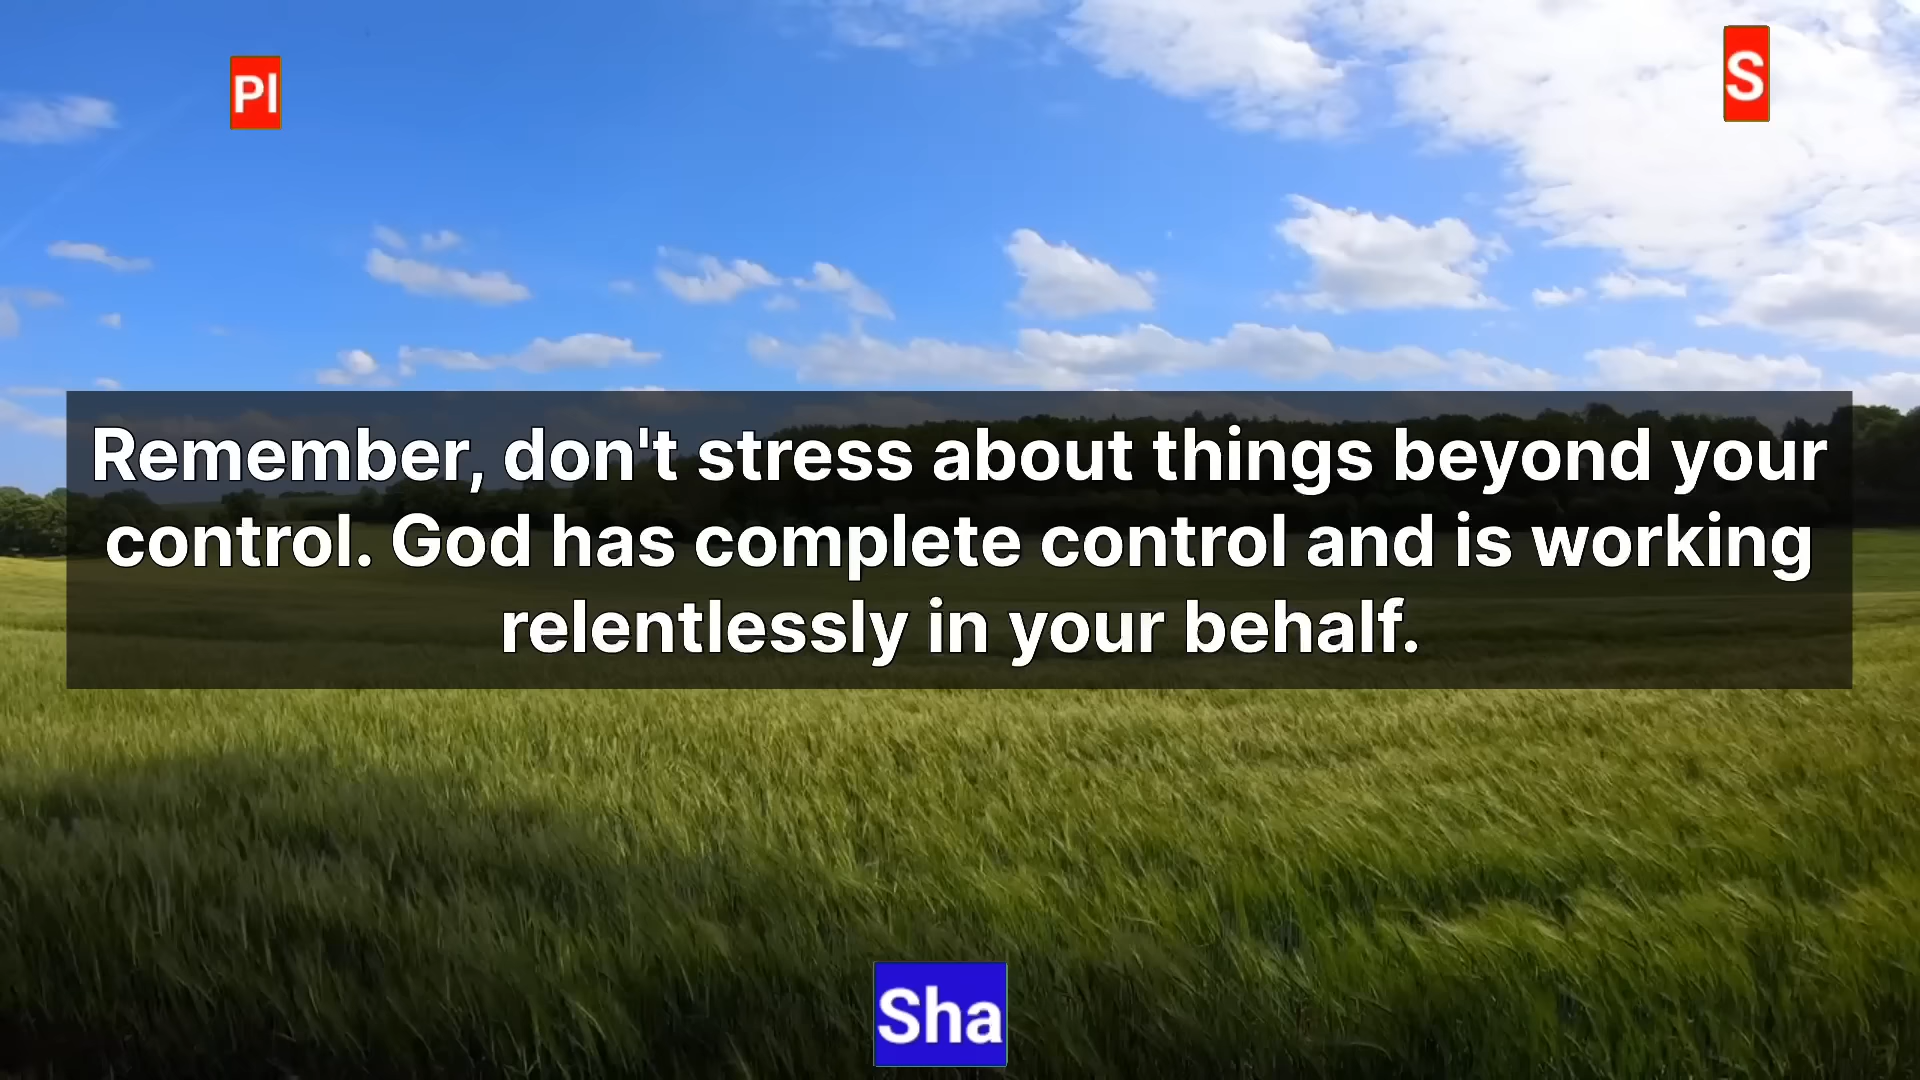 Pl
S
Remember, don't stress about things beyond your
control. God has complete control and is working
relentlessly in your behalf.
Sha